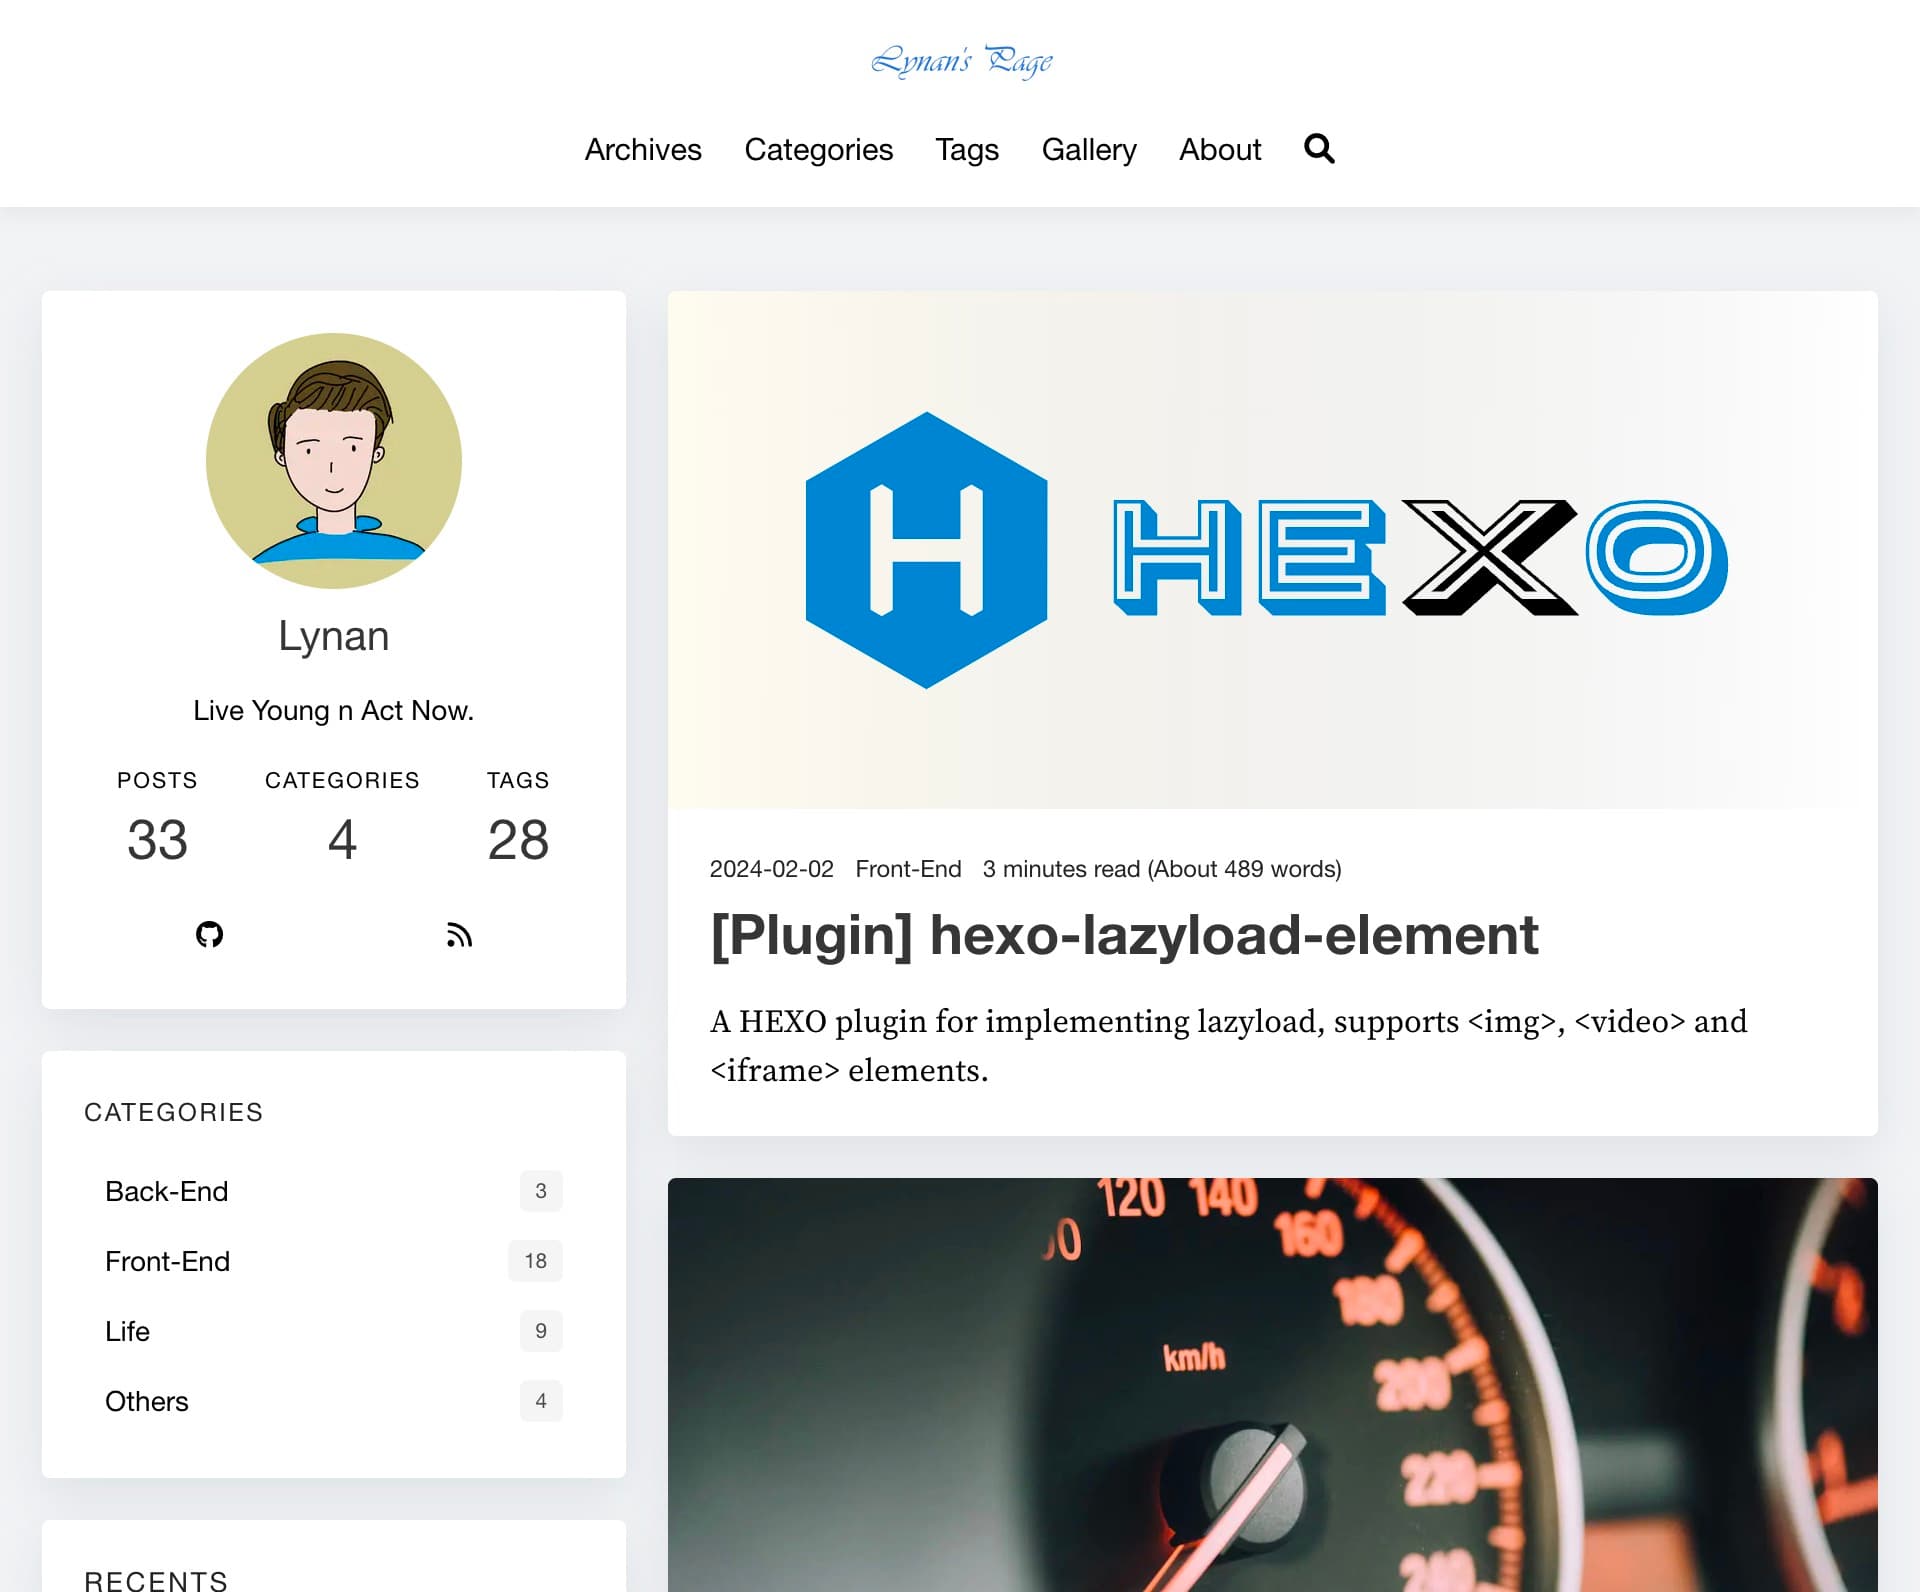 Lynan's Page
Archives Categories Tags Gallery About
Lynan
Live Young n Act Now.
POSTS CATEGORIES TAGS
33 4 28
CATEGORIES
Back-End 3
Front-End 18
Life 9
Others 4
RECENTS
H HEXO
2024-02-02 Front-End 3 minutes read (About 489 words)
[Plugin] hexo-lazyload-element
A HEXO plugin for implementing lazyload, supports <img>, <video> and
<iframe> elements.
120 140
160
180
km/h
200
220
240